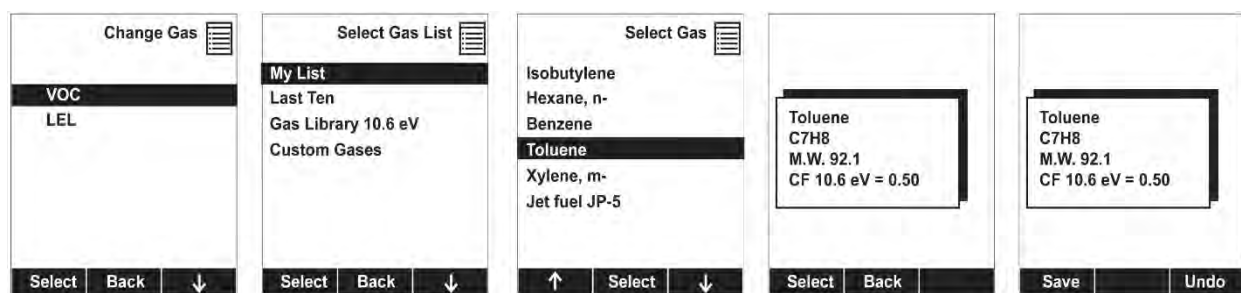 Change Gas
VOC
LEL
Select Back ↓
Select Gas List
My List
Last Ten
Gas Library 10.6 eV
Custom Gases
Select Back ↓
Select Gas
Isobutylene
Hexane, n-
Benzene
Toluene
Xylene, m-
Jet fuel JP-5
↑ Select ↓
Toluene
C7H8
M.W. 92.1
CF 10.6 eV = 0.50
Select Back
Toluene
C7H8
M.W. 92.1
CF 10.6 eV = 0.50
Save Undo